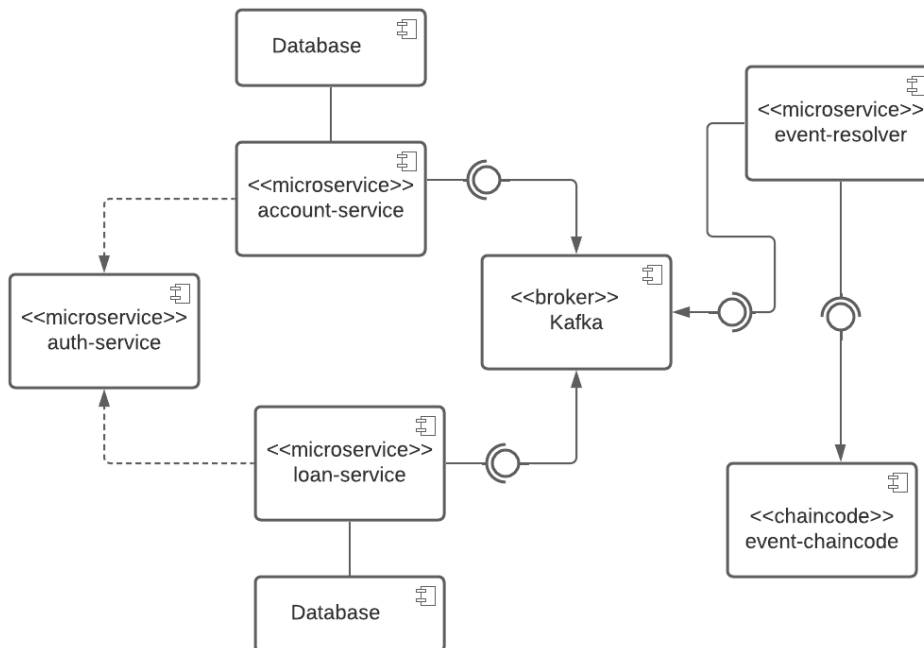 Database
<<microservice>>
event-resolver
<<microservice>>
account-service
<<microservice>>
auth-service
<<broker>>
Kafka
<<microservice>>
loan-service
<<chaincode>>
event-chaincode
Database